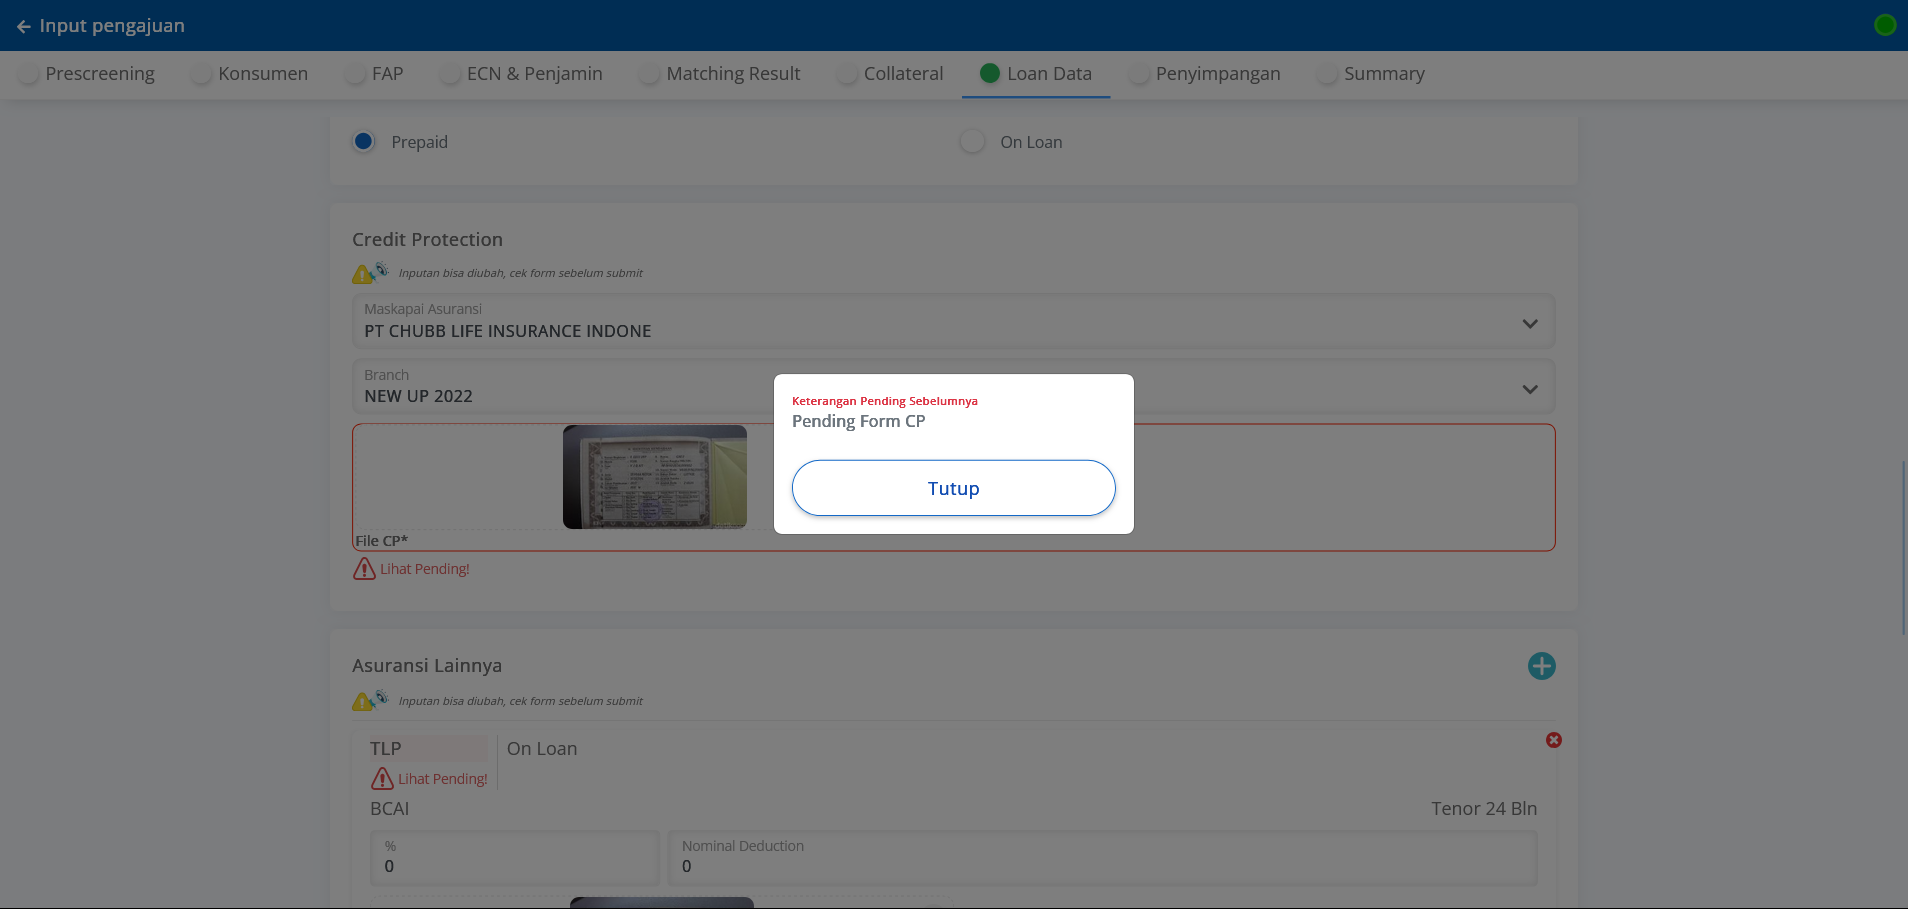 Input pengajuan
Prescreening
Konsumen
FAP
ECN & Penjamin
Matching Result
Collateral
Loan Data
Penyimpangan
Summary
Prepaid
On Loan
Credit Protection
Inputan bisa diubah, cek form sebelum submit
Maskapai Asuransi
PT CHUBB LIFE INSURANCE INDONE
Branch
NEW UP 2022
Keterangan Pending Sebelumnya
Pending Form CP
Tutup
File CP*
Lihat Pending!
Asuransi Lainnya
Inputan bisa diubah, cek form sebelum submit
TLP
On Loan
Lihat Pending!
BCAI
Tenor 24 Bln
%
0
Nominal Deduction
0